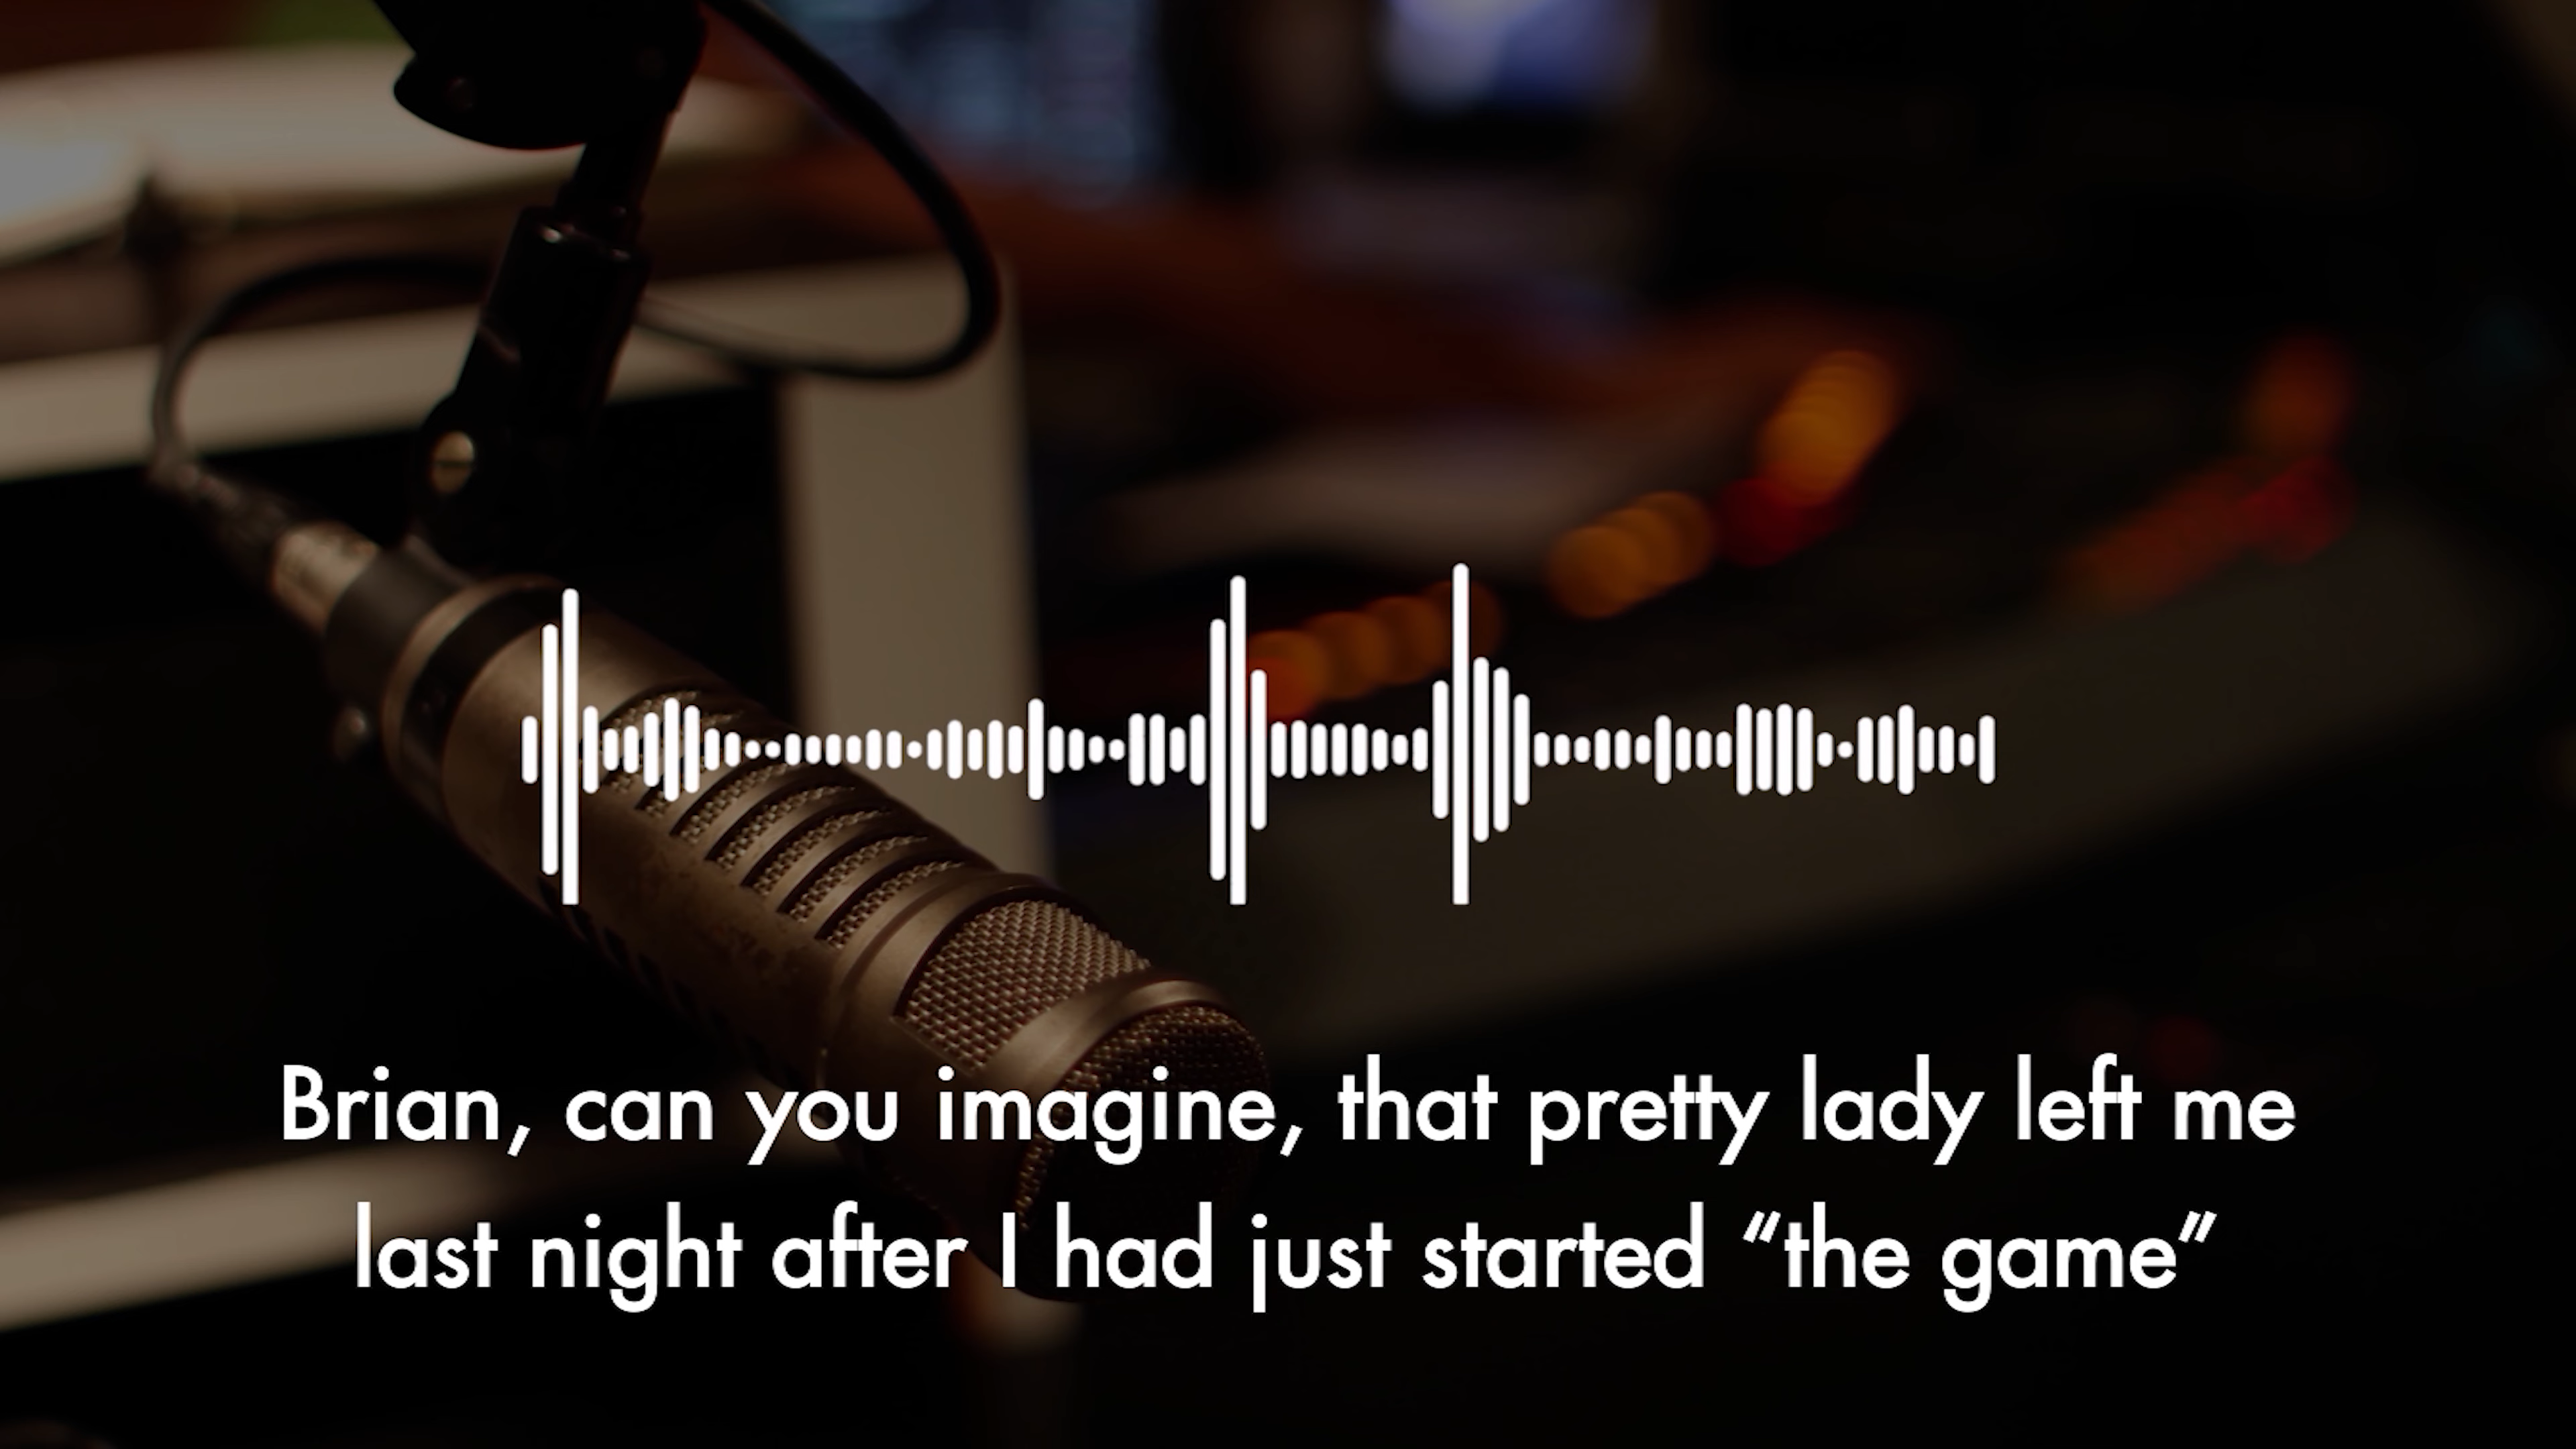 Brian, can you imagine, that pretty lady left me
last night after I had just started “the game”